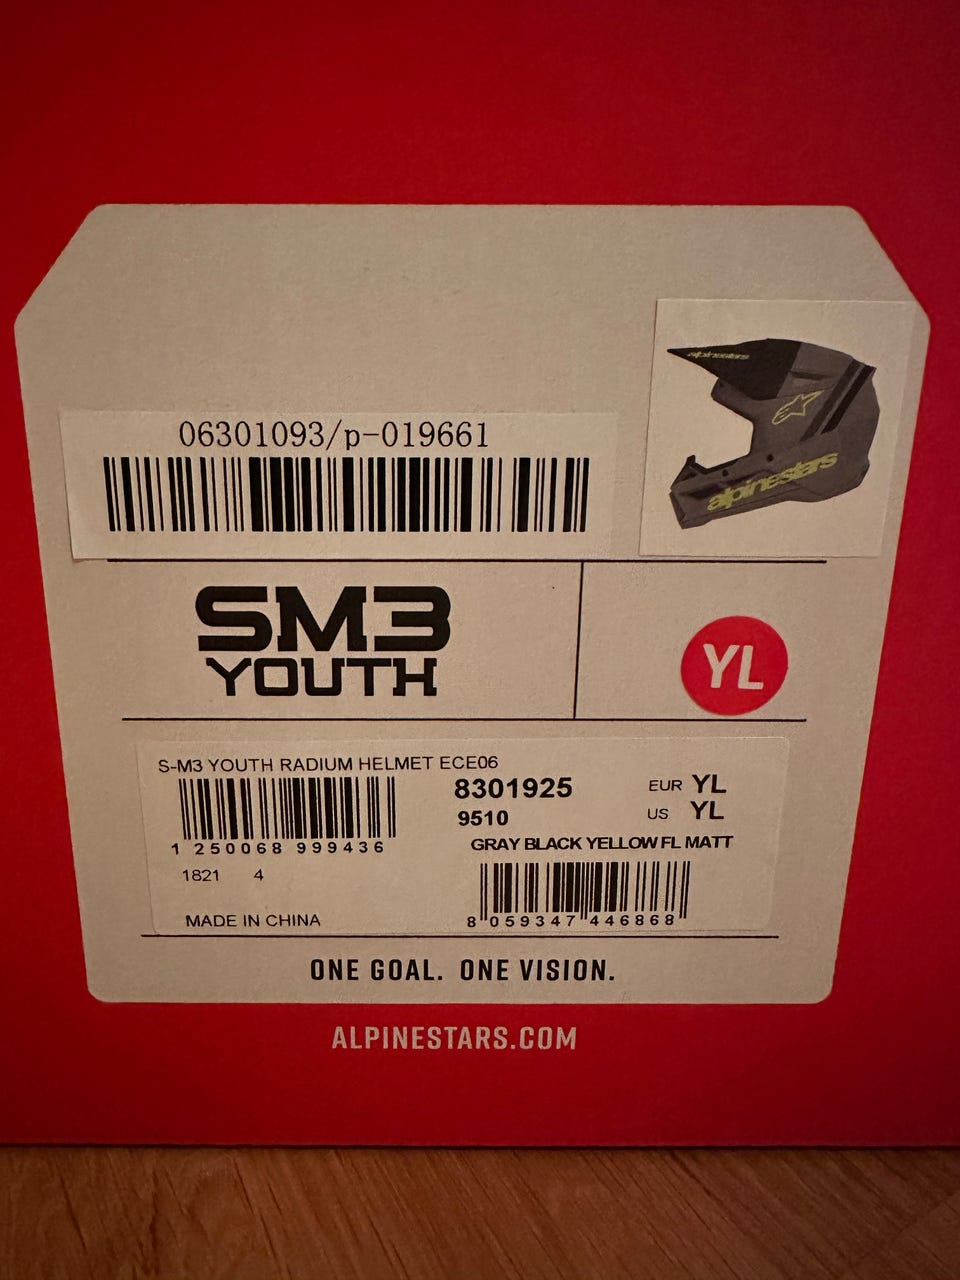 06301093/p-019661
alpinestars
alpinestars
SM3
YOUTH
YL
S-M3 YOUTH RADIUM HELMET ECE06
8301925
EUR YL
9510
US YL
GRAY BLACK YELLOW FL MATT
1 250068 999436
1821 4
8 059347 446868
MADE IN CHINA
ONE GOAL. ONE VISION.
ALPINESTARS.COM